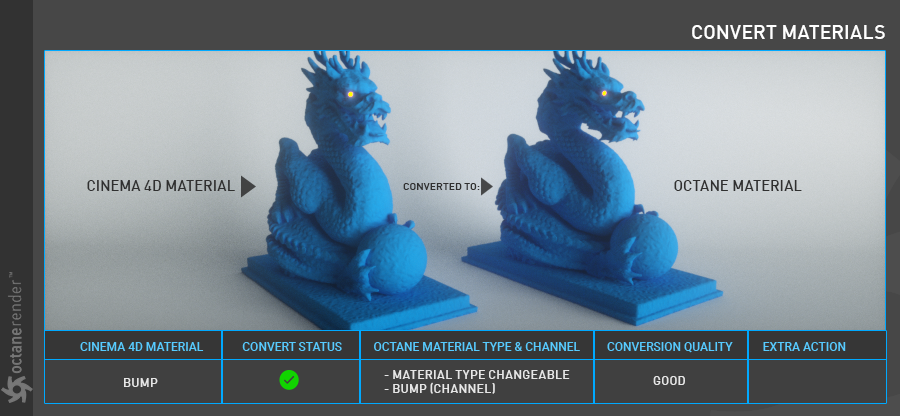 CONVERT MATERIALS
CINEMA 4D MATERIAL
CONVERTED TO:
OCTANE MATERIAL
CINEMA 4D MATERIAL
CONVERT STATUS
OCTANE MATERIAL TYPE & CHANNEL
CONVERSION QUALITY
EXTRA ACTION
BUMP
- MATERIAL TYPE CHANGEABLE
- BUMP (CHANNEL)
GOOD
octanerender™